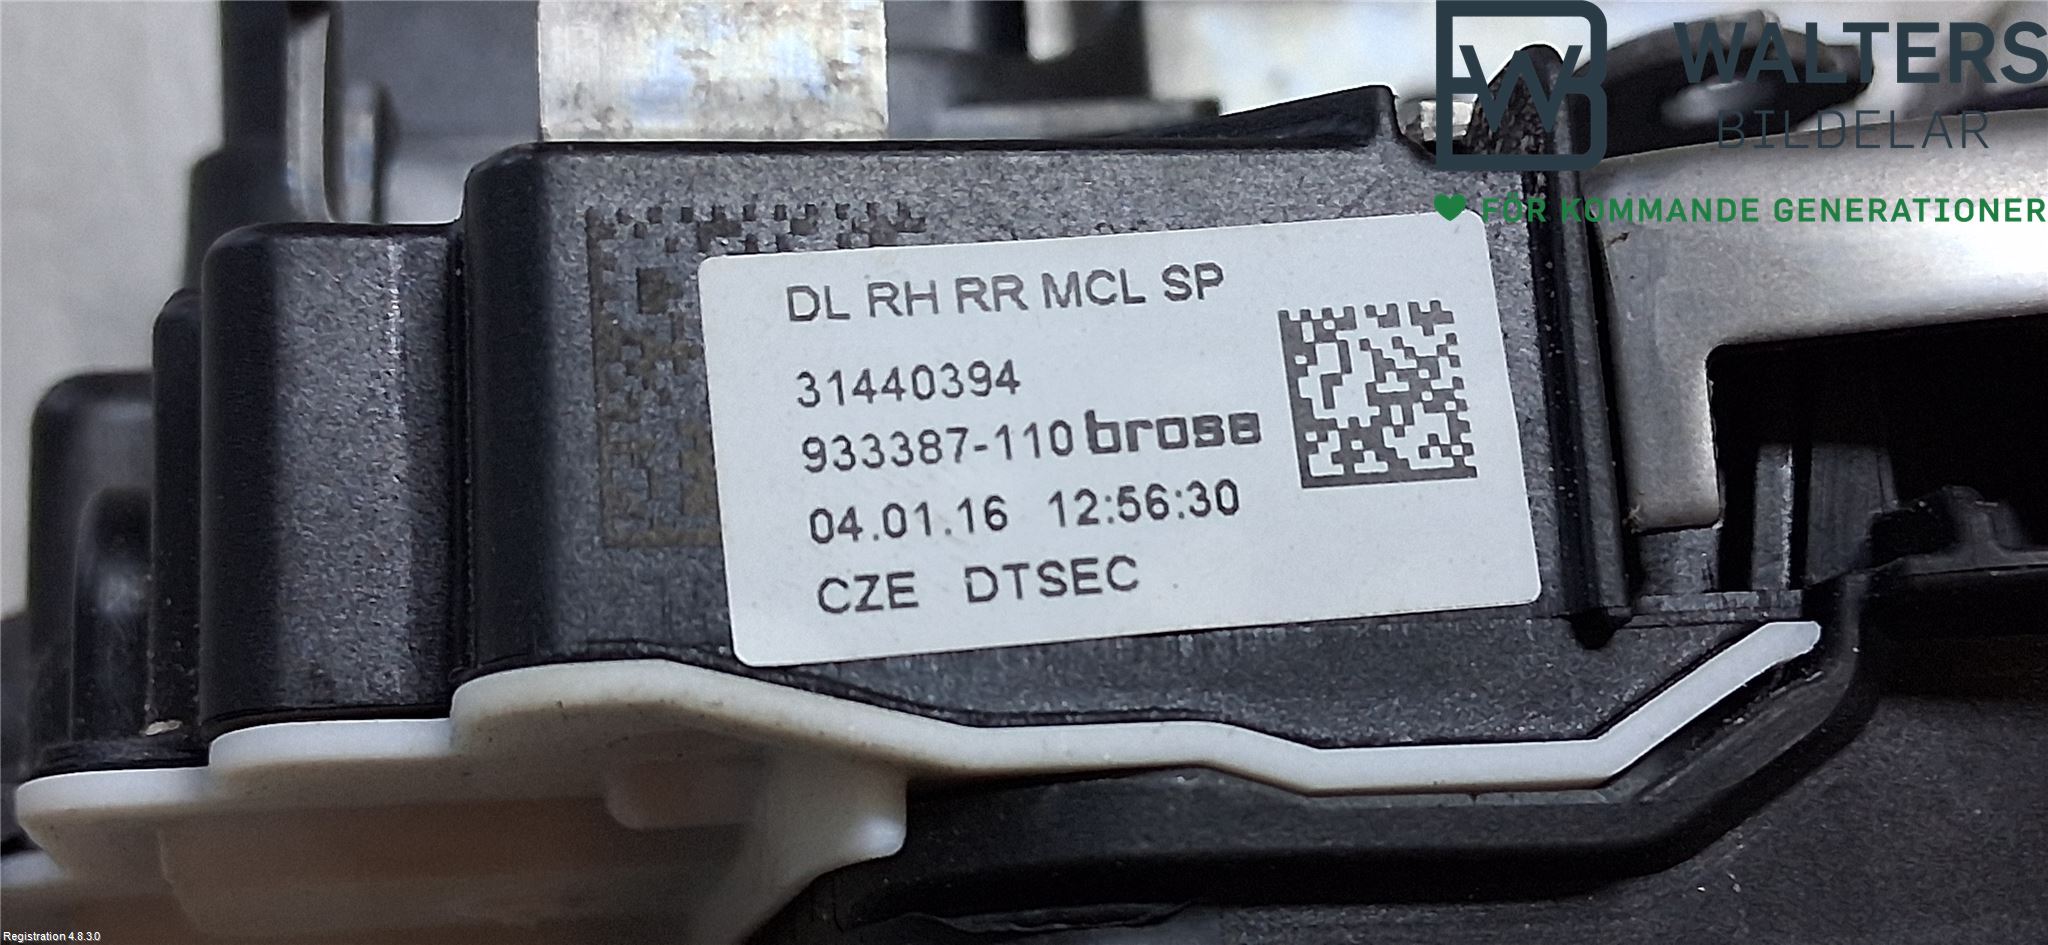 WALTERS
BILDELAR
FÖR KOMMANDE GENERATIONER
DL RH RR MCL SP
31440394
933387-110 brose
04.01.16 12:56:30
CZE DTSEC
Registration 4.8.3.0